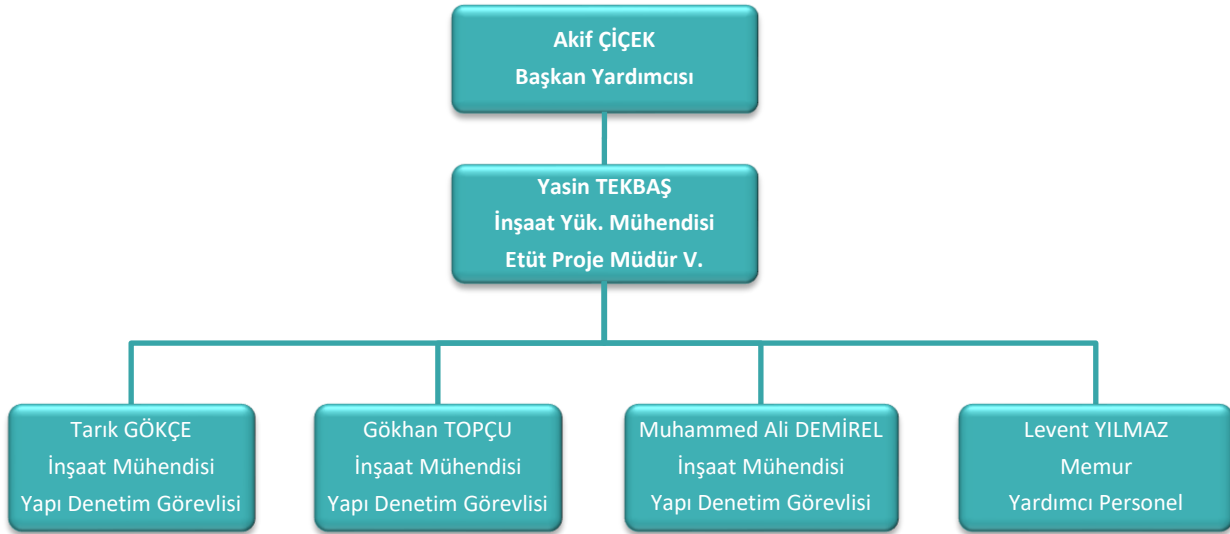 Akif ÇİÇEK
Başkan Yardımcısı
Yasin TEKBAŞ
İnşaat Yük. Mühendisi
Etüt Proje Müdür V.
Tarık GÖKÇE
İnşaat Mühendisi
Yapı Denetim Görevlisi
Gökhan TOPÇU
İnşaat Mühendisi
Yapı Denetim Görevlisi
Muhammed Ali DEMİREL
İnşaat Mühendisi
Yapı Denetim Görevlisi
Levent YILMAZ
Memur
Yardımcı Personel